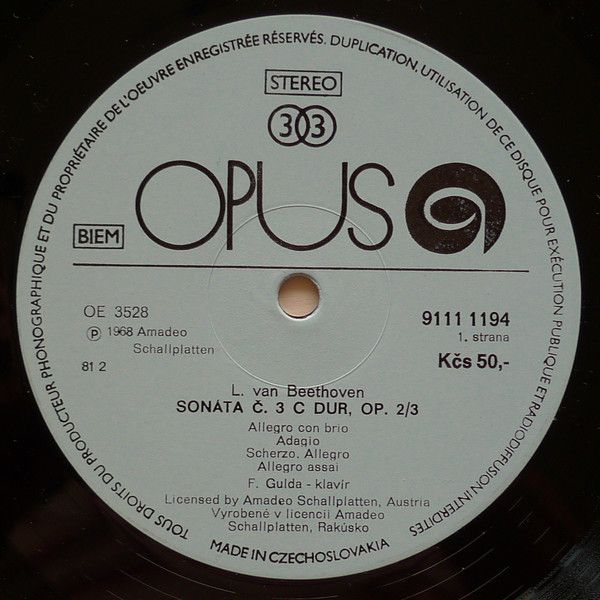 TOUS DROITS DU PRODUCTEUR PHONOGRAPHIQUE ET DU PROPRIÉTAIRE DE L'OEUVRE ENREGISTRÉE RÉSERVÉS. DUPLICATION, UTILISATION DE CE DISQUE POUR EXÉCUTION PUBLIQUE ET RADIODIFFUSION INTERDITES
STEREO
33
OPUS
BIEM
OE 3528
Ⓟ 1968 Amadeo
Schallplatten
81 2
9111 1194
1. strana
Kčs 50,-
L. van Beethoven
SONÁTA Č. 3 C DUR, OP. 2/3
Allegro con brio
Adagio
Scherzo. Allegro
Allegro assai
F. Gulda - klavír
Licensed by Amadeo Schallplatten, Austria
Vyrobené v licencii Amadeo
Schallplatten, Rakúsko
MADE IN CZECHOSLOVAKIA